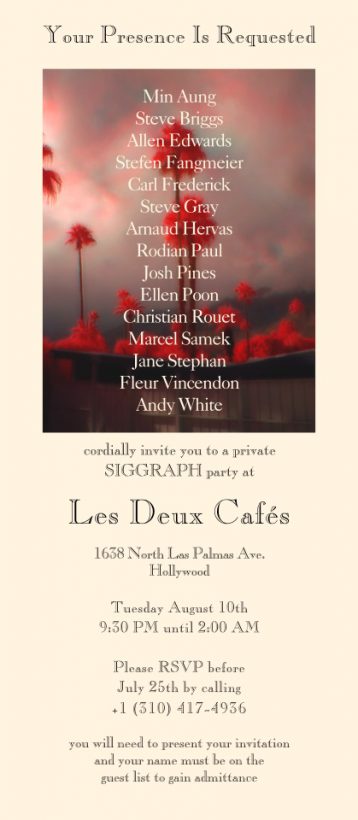 Your Presence Is Requested
Min Aung
Steve Briggs
Allen Edwards
Stefen Fangmeier
Carl Frederick
Steve Gray
Arnaud Hervas
Rodian Paul
Josh Pines
Ellen Poon
Christian Rouet
Marcel Samek
Jane Stephan
Fleur Vincendon
Andy White
cordially invite you to a private
SIGGRAPH party at
Les Deux Cafés
1638 North Las Palmas Ave.
Hollywood
Tuesday August 10th
9:30 PM until 2:00 AM
Please RSVP before
July 25th by calling
+1 (310) 417-4936
you will need to present your invitation
and your name must be on the
guest list to gain admittance